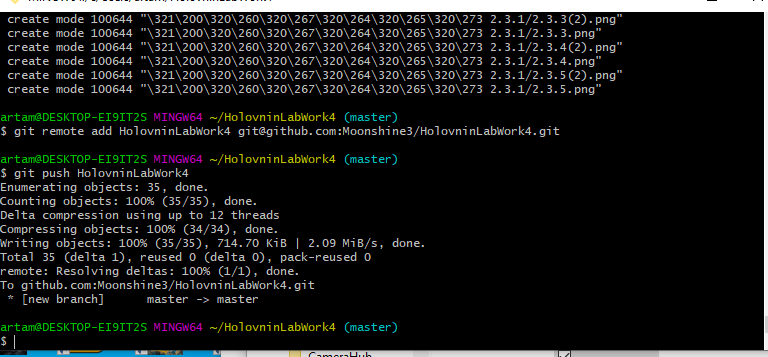 create mode 100644 "\321\200\320\260\320\267\320\264\320\265\320\273 2.3.1/2.3.3(2).png"
create mode 100644 "\321\200\320\260\320\267\320\264\320\265\320\273 2.3.1/2.3.3.png"
create mode 100644 "\321\200\320\260\320\267\320\264\320\265\320\273 2.3.1/2.3.4(2).png"
create mode 100644 "\321\200\320\260\320\267\320\264\320\265\320\273 2.3.1/2.3.4.png"
create mode 100644 "\321\200\320\260\320\267\320\264\320\265\320\273 2.3.1/2.3.5(2).png"
create mode 100644 "\321\200\320\260\320\267\320\264\320\265\320\273 2.3.1/2.3.5.png"
artam@DESKTOP-EI9IT2S MINGW64 ~/HolovninLabWork4 (master)
$ git remote add HolovninLabWork4 git@github.com:Moonshine3/HolovninLabWork4.git
artam@DESKTOP-EI9IT2S MINGW64 ~/HolovninLabWork4 (master)
$ git push HolovninLabWork4
Enumerating objects: 35, done.
Counting objects: 100% (35/35), done.
Delta compression using up to 12 threads
Compressing objects: 100% (34/34), done.
Writing objects: 100% (35/35), 714.70 KiB | 2.09 MiB/s, done.
Total 35 (delta 1), reused 0 (delta 0), pack-reused 0
remote: Resolving deltas: 100% (1/1), done.
To github.com:Moonshine3/HolovninLabWork4.git
 * [new branch]      master -> master
artam@DESKTOP-EI9IT2S MINGW64 ~/HolovninLabWork4 (master)
$
CameraHub